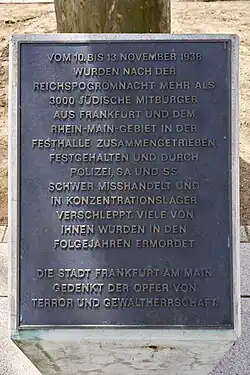 VOM 10. BIS 13. NOVEMBER 1938
WURDEN NACH DER
REICHSPOGROMNACHT MEHR ALS
3000 JÜDISCHE MITBÜRGER
AUS FRANKFURT UND DEM
RHEIN-MAIN-GEBIET IN DER
FESTHALLE ZUSAMMENGETRIEBEN,
FESTGEHALTEN UND DURCH
POLIZEI, SA UND SS
SCHWER MISSHANDELT UND
IN KONZENTRATIONSLAGER
VERSCHLEPPT. VIELE VON
IHNEN WURDEN IN DEN
FOLGEJAHREN ERMORDET.
DIE STADT FRANKFURT AM MAIN
GEDENKT DER OPFER VON
TERROR UND GEWALTHERRSCHAFT.